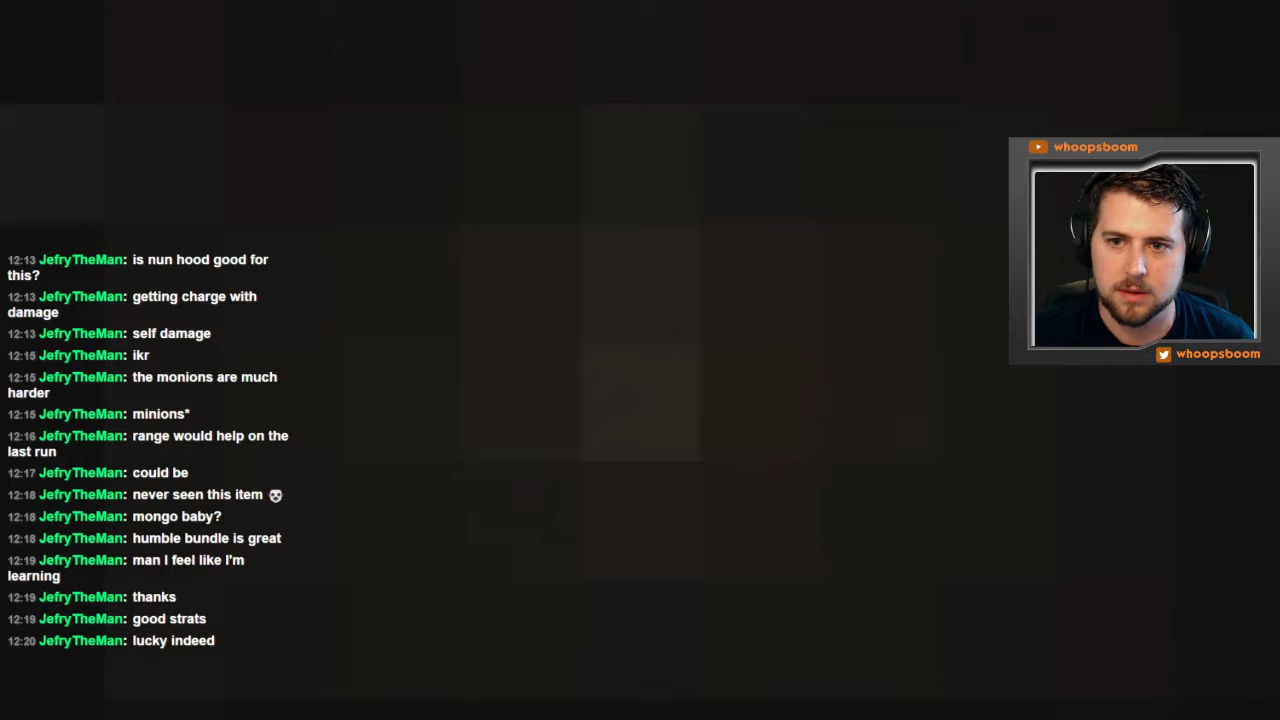 whoopsboom
12:13 JefryTheMan: is nun hood good for
this?
12:13 JefryTheMan: getting charge with
damage
12:13 JefryTheMan: self damage
12:15 JefryTheMan: ikr
12:15 JefryTheMan: the monions are much
harder
12:15 JefryTheMan: minions*
12:16 JefryTheMan: range would help on the
last run
12:17 JefryTheMan: could be
12:18 JefryTheMan: never seen this item 💀
12:18 JefryTheMan: mongo baby?
12:18 JefryTheMan: humble bundle is great
12:19 JefryTheMan: man I feel like I'm
learning
12:19 JefryTheMan: thanks
12:19 JefryTheMan: good strats
12:20 JefryTheMan: lucky indeed
whoopsboom